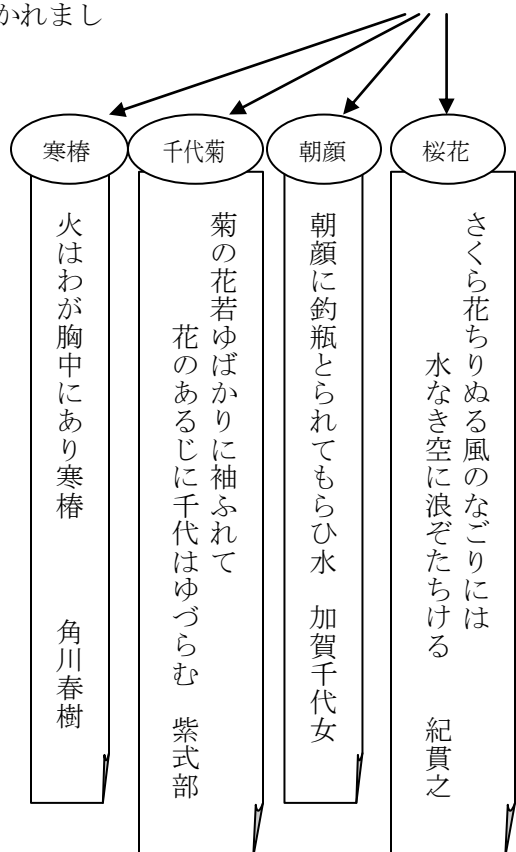 かれまし
桜花
さくら花ちりぬる風のなごりには
水なき空に浪ぞたちける　紀貫之
朝顔
朝顔に釣瓶とられてもらひ水　加賀千代女
千代菊
菊の花若ゆばかりに袖ふれて
花のあるじに千代はゆづらむ　紫式部
寒椿
火はわが胸中にあり寒椿　角川春樹